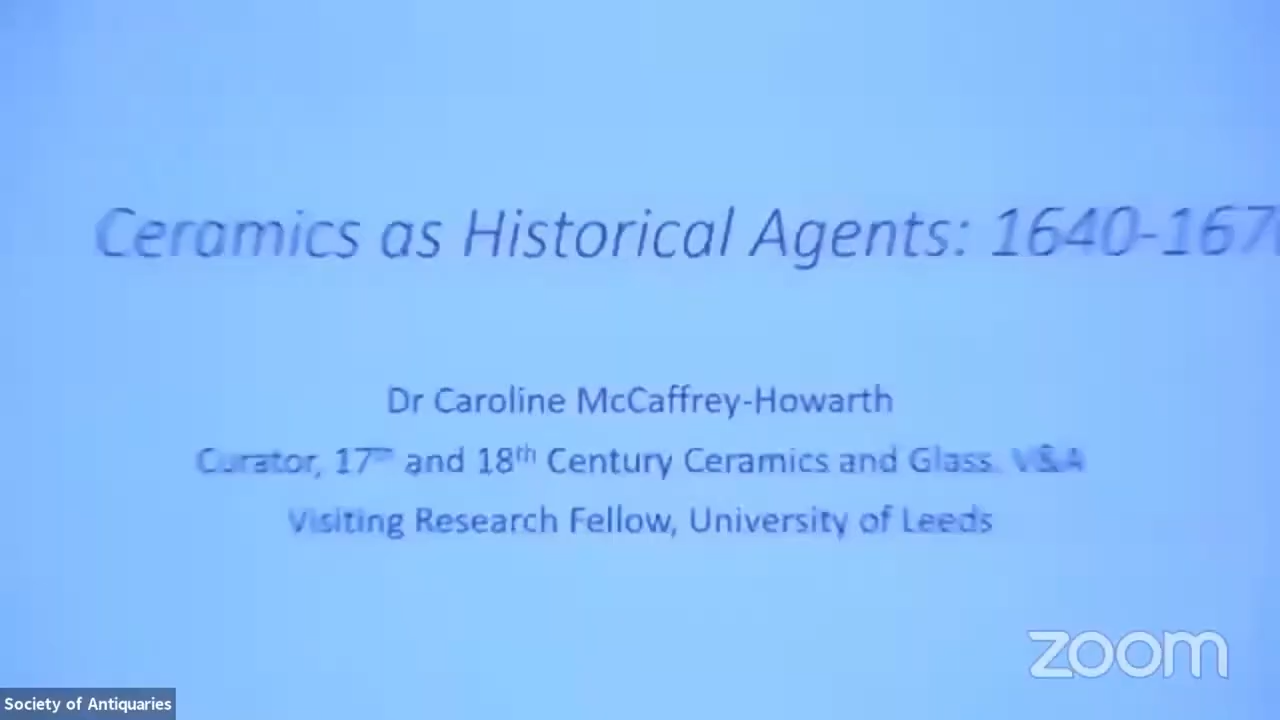 Ceramics as Historical Agents: 1640-167
Dr Caroline McCaffrey-Howarth
Curator, 17th and 18th Century Ceramics and Glass, V&A
Visiting Research Fellow, University of Leeds
zoom
Society of Antiquaries